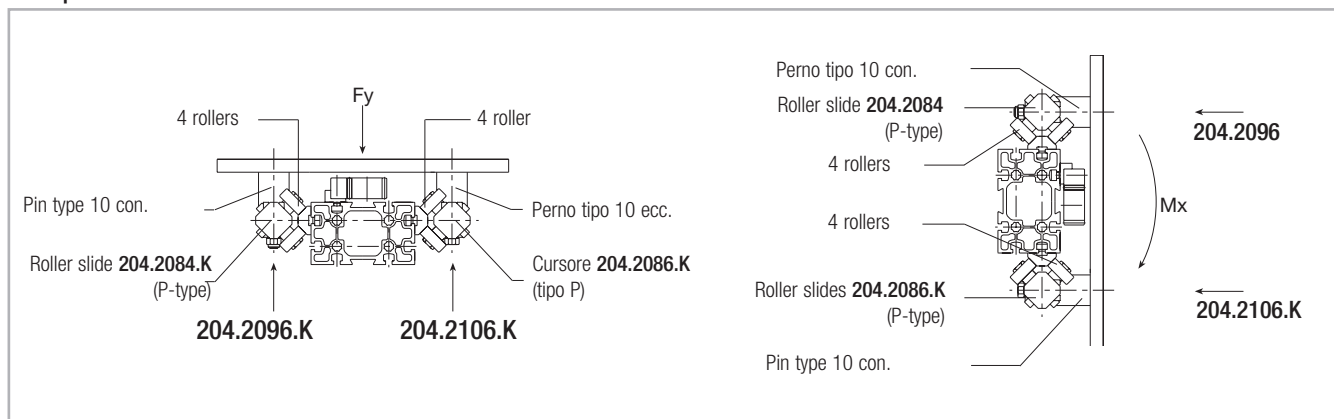 Fy
4 rollers
4 roller
Pin type 10 con.
Perno tipo 10 ecc.
Roller slide 204.2084.K
(P-type)
Cursore 204.2086.K
(tipo P)
204.2096.K
204.2106.K
Perno tipo 10 con.
Roller slide 204.2084
(P-type)
204.2096
4 rollers
Mx
4 rollers
Roller slides 204.2086.K
(P-type)
204.2106.K
Pin type 10 con.